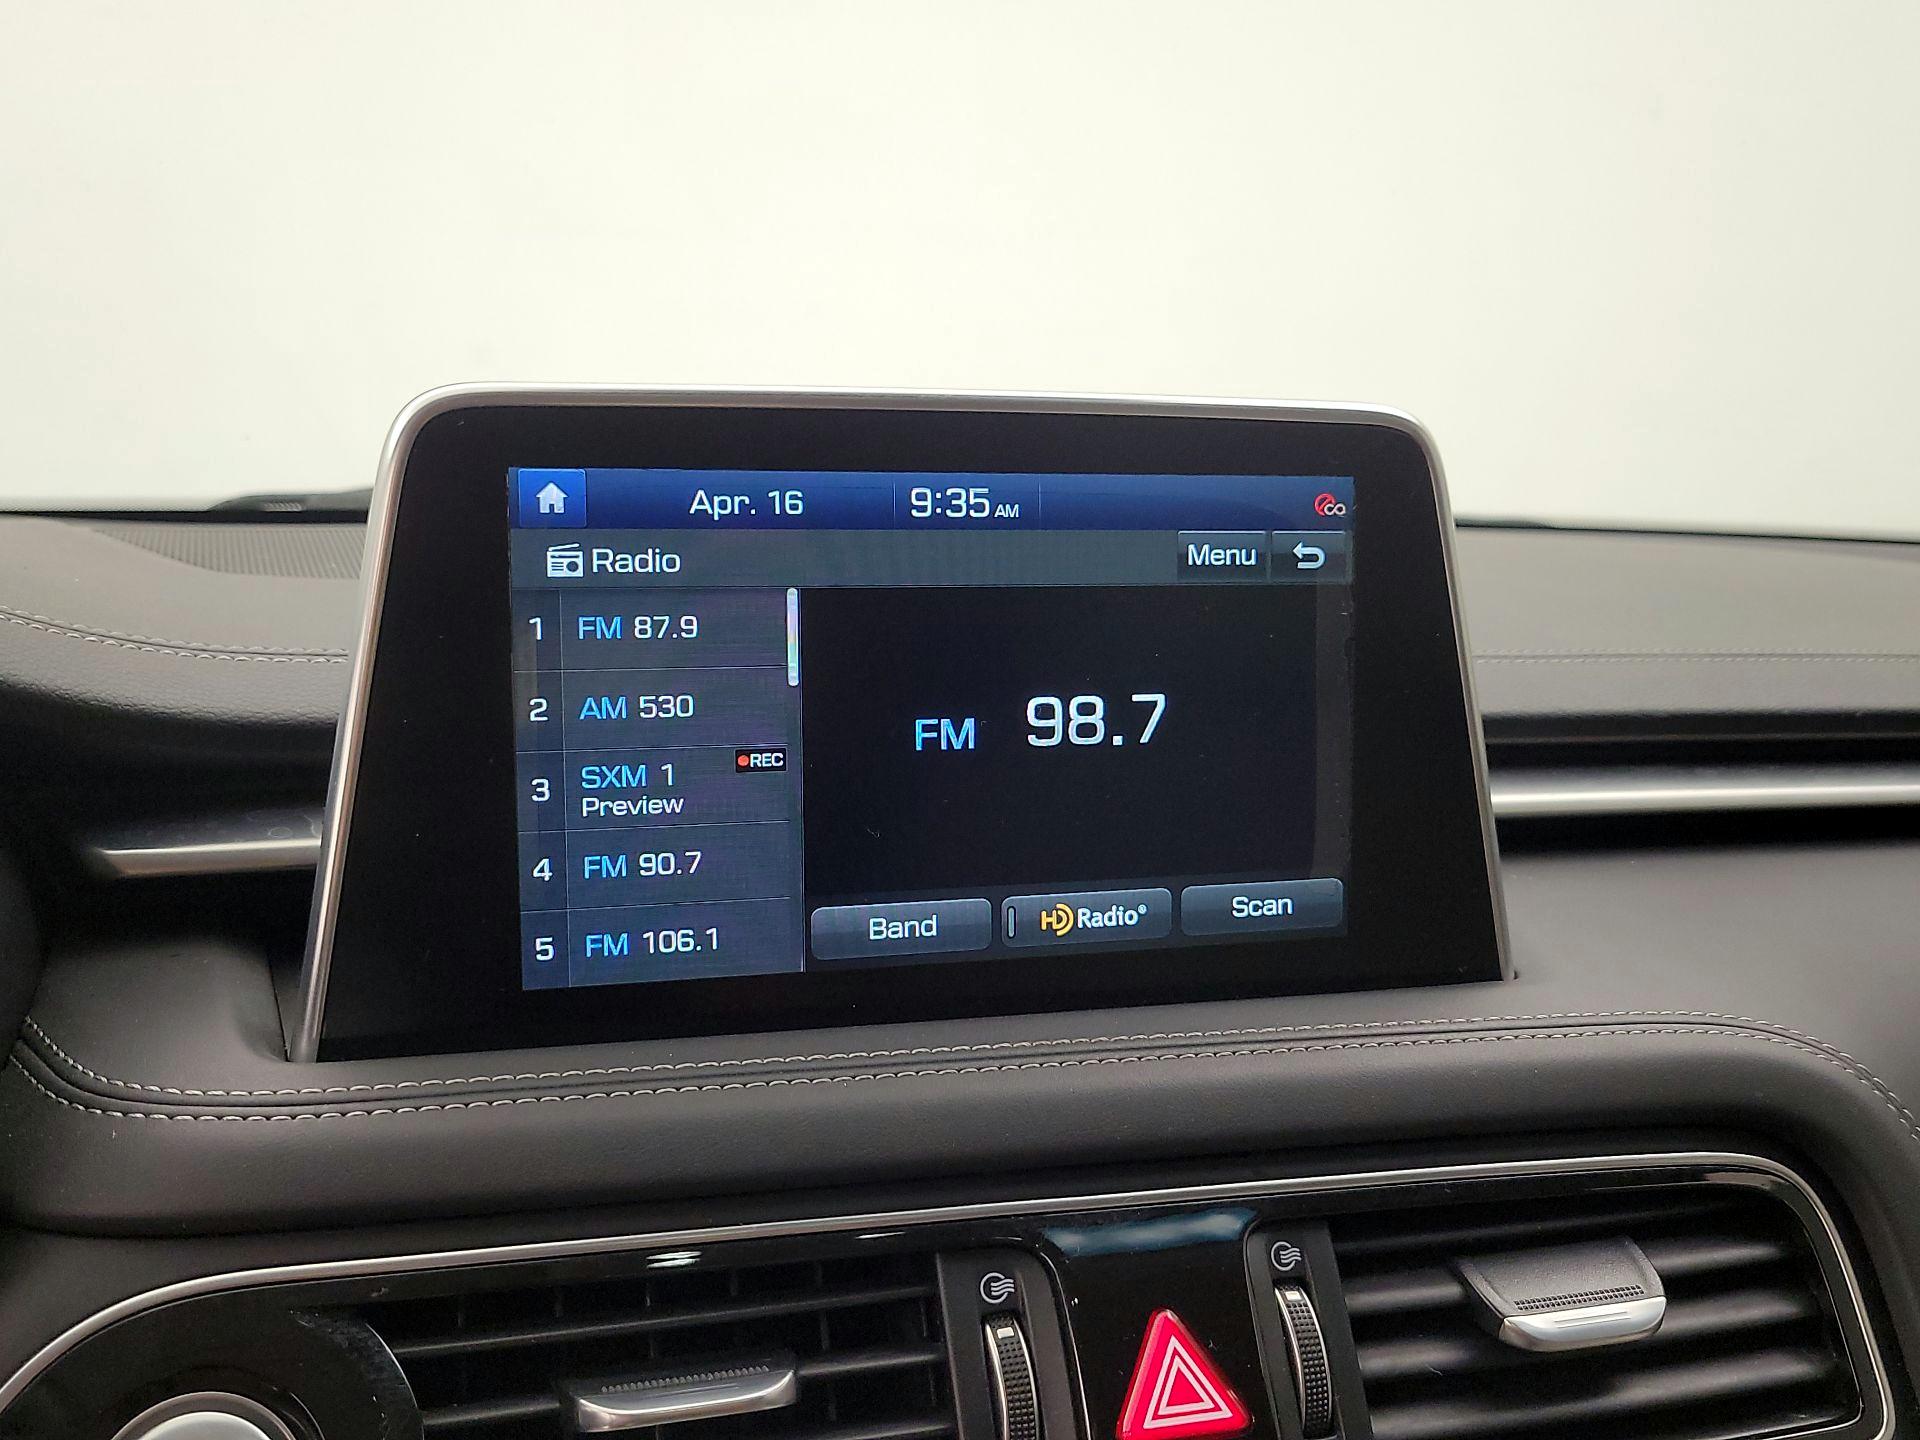 Apr. 16 9:35 AM
Radio Menu
1 FM 87.9
2 AM 530
3 SXM 1 REC
Preview
4 FM 90.7
5 FM 106.1
FM 98.7
Band HD Radio® Scan